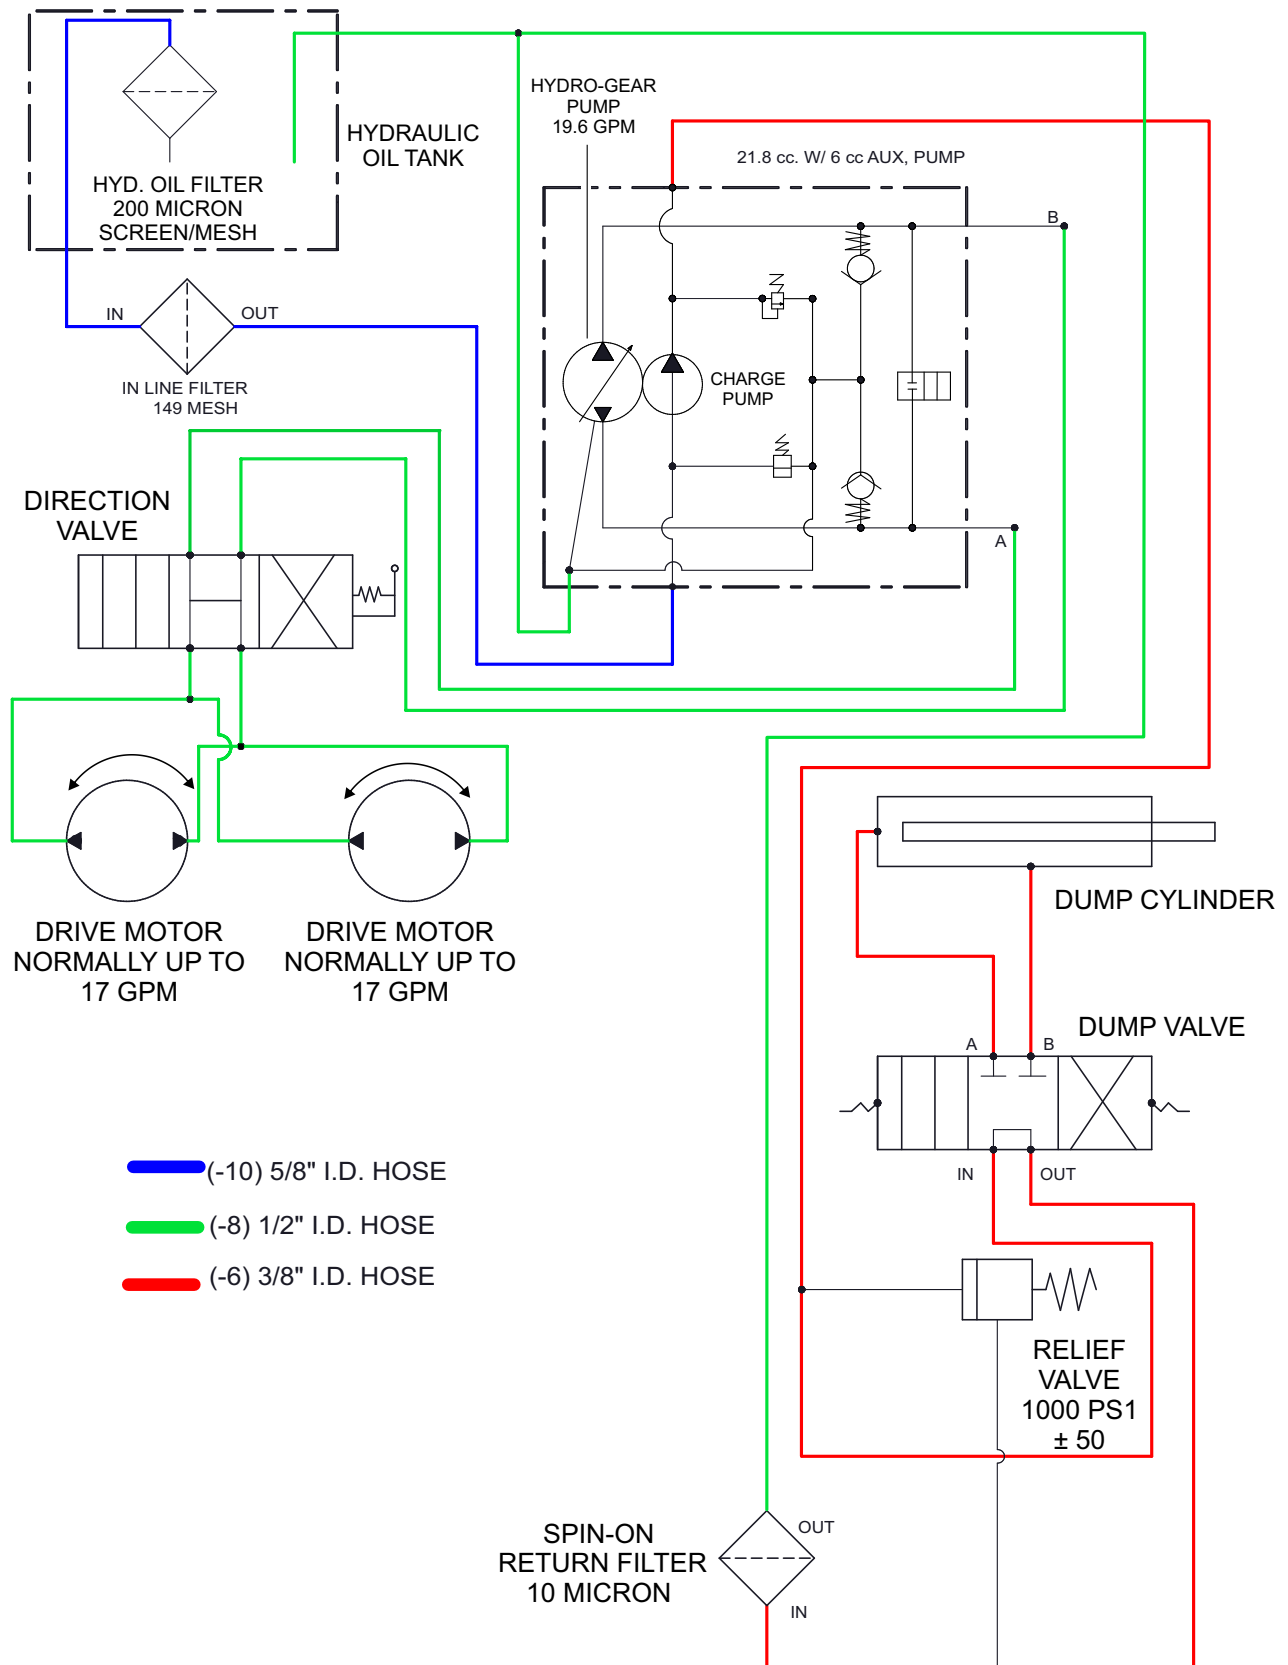 HYDRO-GEAR
PUMP
19.6 GPM
HYDRAULIC
OIL TANK
21.8 cc. W/ 6 cc AUX, PUMP
HYD. OIL FILTER
200 MICRON
SCREEN/MESH
B
IN
OUT
IN LINE FILTER
149 MESH
CHARGE
PUMP
DIRECTION
VALVE
A
DRIVE MOTOR
NORMALLY UP TO
17 GPM
DRIVE MOTOR
NORMALLY UP TO
17 GPM
DUMP CYLINDER
DUMP VALVE
A
B
IN
OUT
(-10) 5/8" I.D. HOSE
(-8) 1/2" I.D. HOSE
(-6) 3/8" I.D. HOSE
RELIEF
VALVE
1000 PS1
± 50
SPIN-ON
RETURN FILTER
10 MICRON
OUT
IN